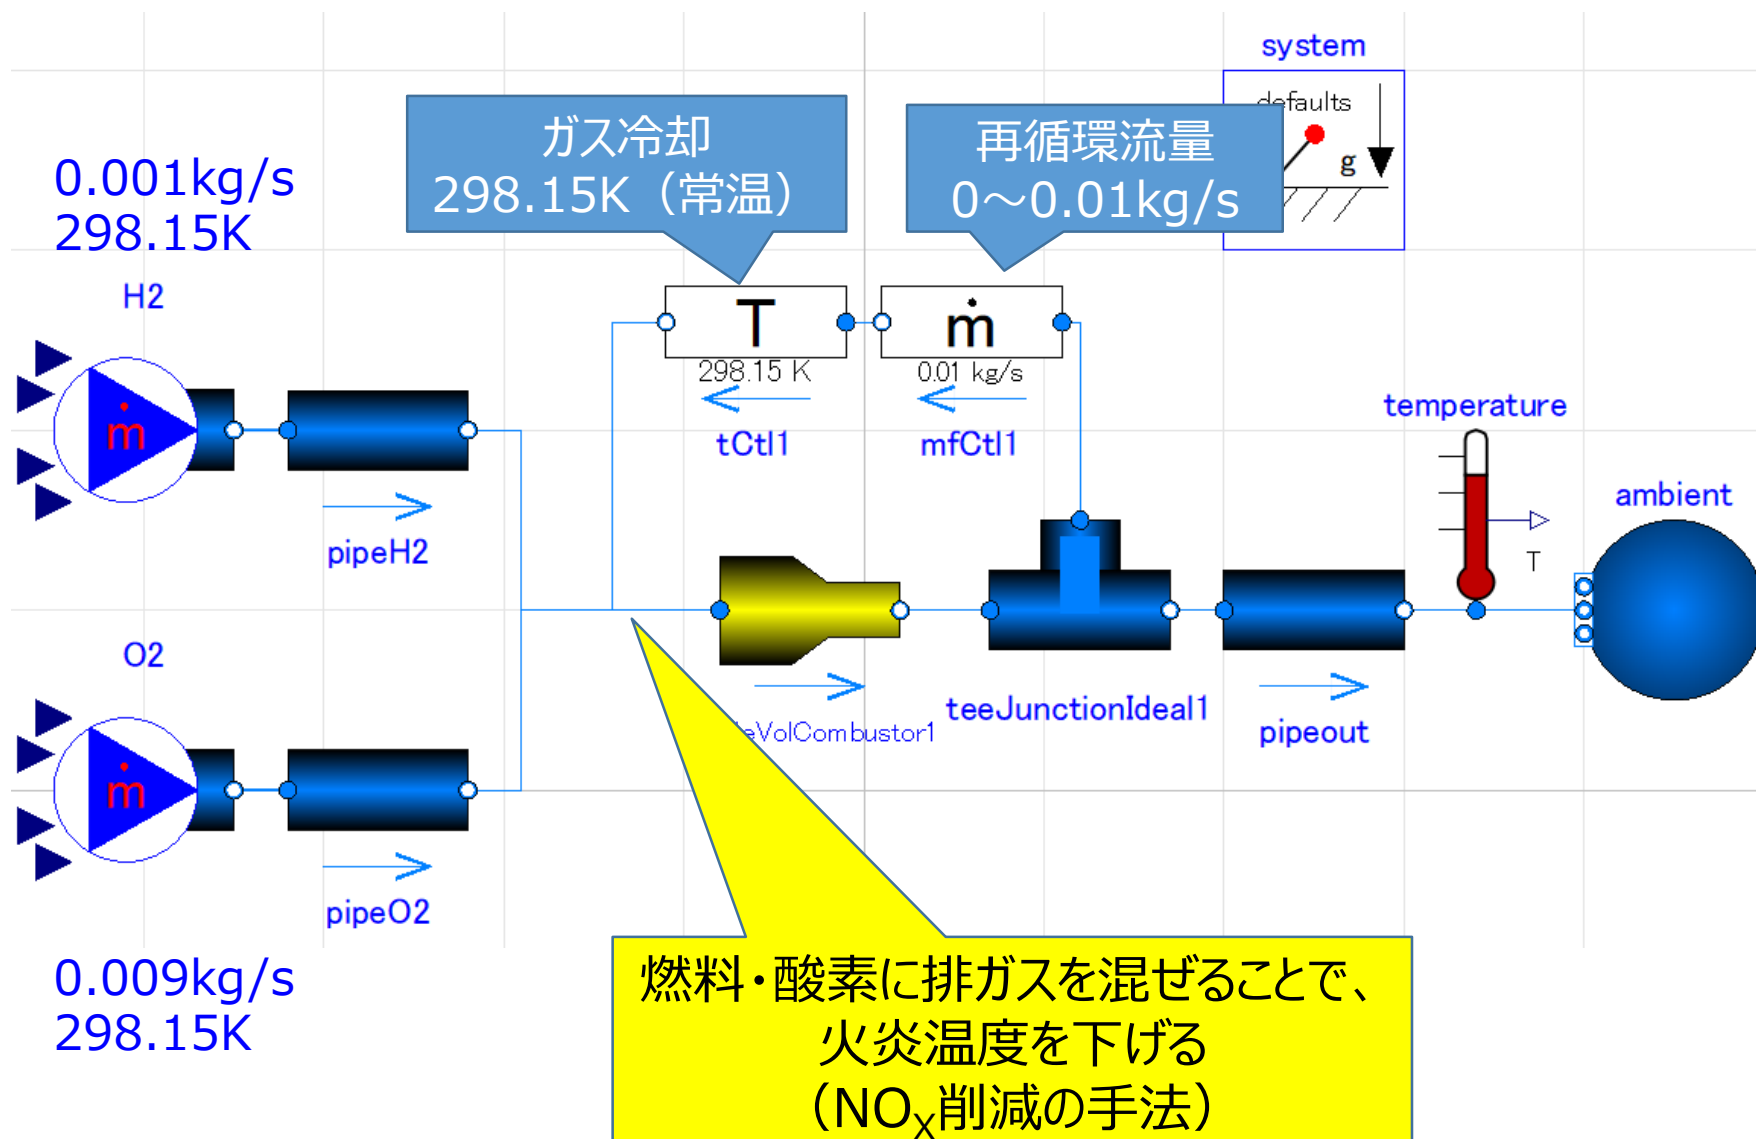 system
defaults
g
ガス冷却
298.15K（常温）
再循環流量
0～0.01kg/s
0.001kg/s
298.15K
H2
T
ṁ
298.15 K
0.01 kg/s
tCtl1
mfCtl1
temperature
ṁ
T
ambient
pipeH2
O2
eVolCombustor1
teeJunctionIdeal1
pipeout
ṁ
pipeO2
0.009kg/s
298.15K
燃料・酸素に排ガスを混ぜることで、
火炎温度を下げる
（NOX削減の手法）